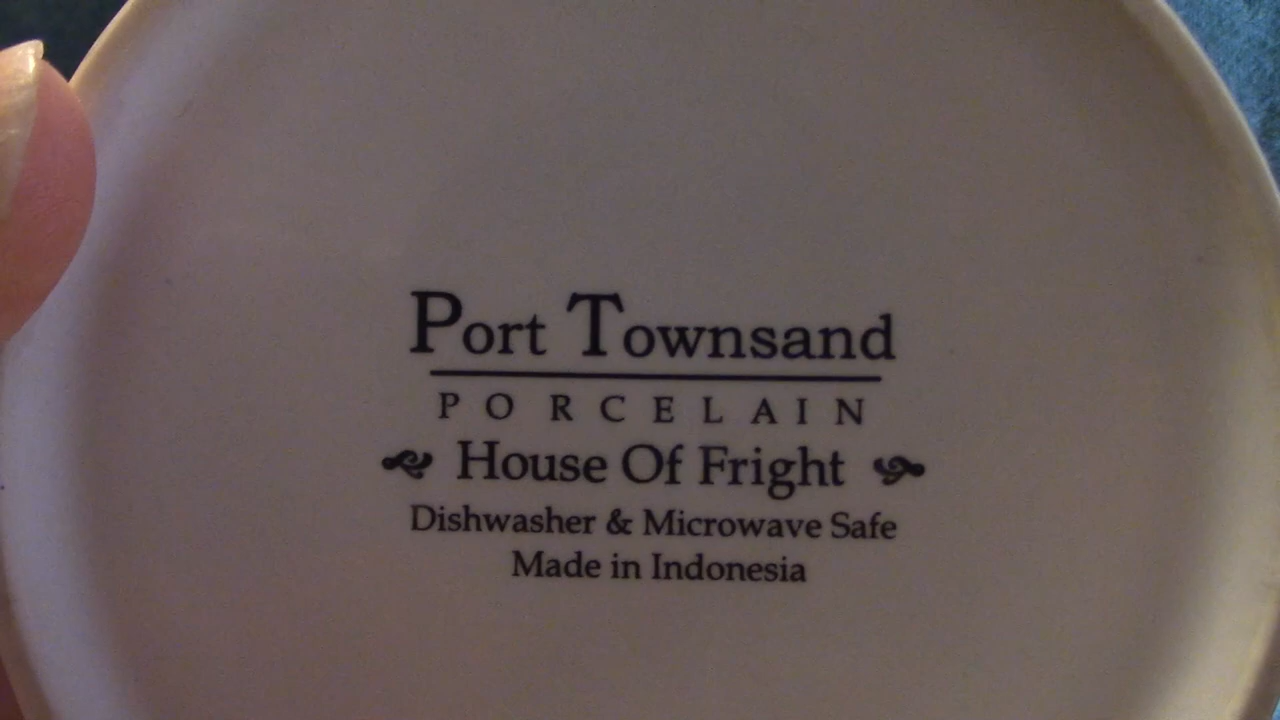 Port Townsand
PORCELAIN
House Of Fright
Dishwasher & Microwave Safe
Made in Indonesia